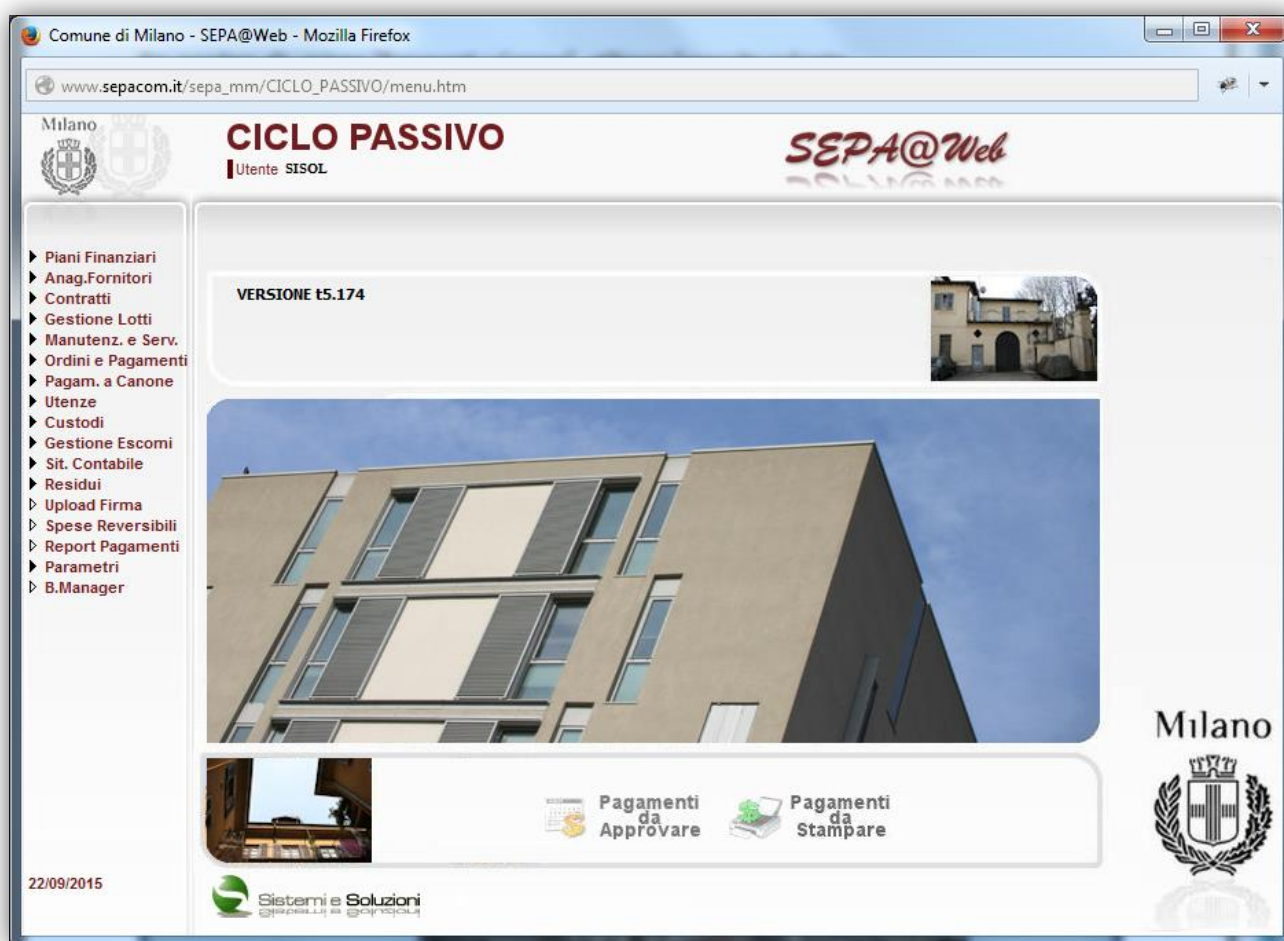 Comune di Milano - SEPA@Web - Mozilla Firefox
www.sepacom.it/sepa_mm/CICLO_PASSIVO/menu.htm
Milano
CICLO PASSIVO
Utente SISOL
SEPA@Web
Piani Finanziari
Anag.Fornitori
Contratti
Gestione Lotti
Manutenz. e Serv.
Ordini e Pagamenti
Pagam. a Canone
Utenze
Custodi
Gestione Escomi
Sit. Contabile
Residui
Upload Firma
Spese Reversibili
Report Pagamenti
Parametri
B.Manager
VERSIONE t5.174
Pagamenti
da
Approvare
Pagamenti
da
Stampare
Milano
22/09/2015
Sistemi e Soluzioni